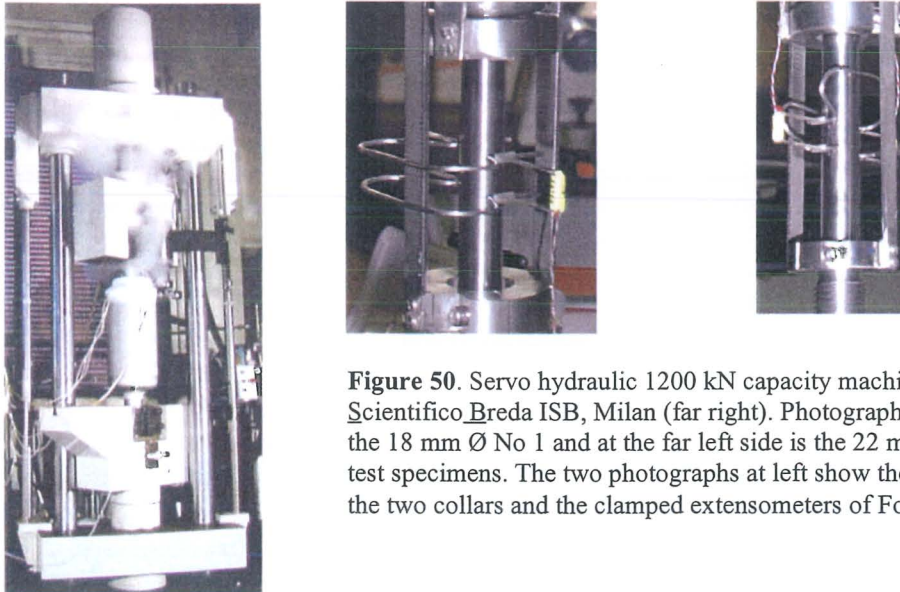 Figure 50. Servo hydraulic 1200 kN capacity machi
Scientifico Breda ISB, Milan (far right). Photograph
the 18 mm Ø No 1 and at the far left side is the 22 m
test specimens. The two photographs at left show the
the two collars and the clamped extensometers of Fo